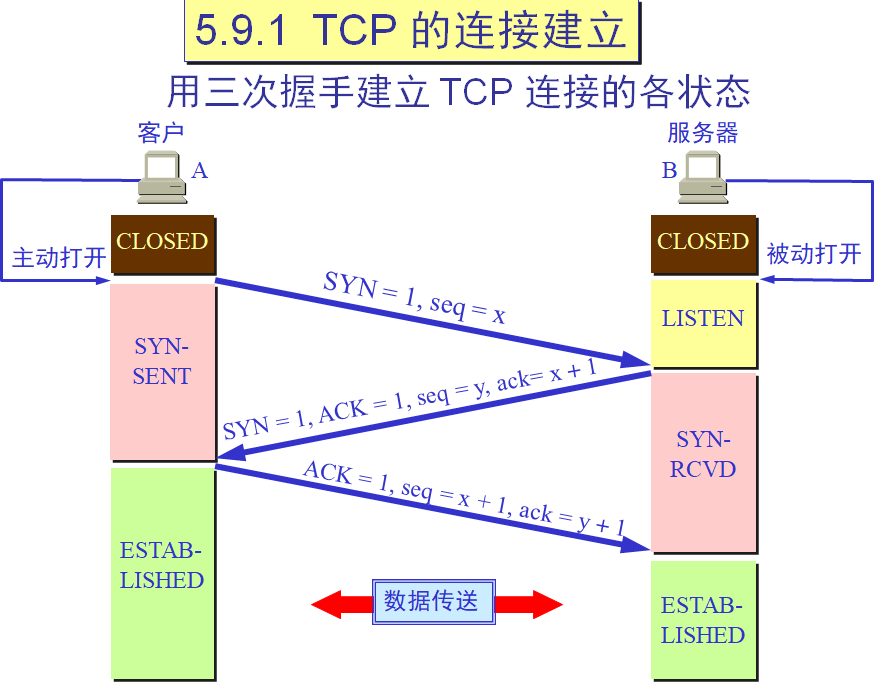 5.9.1 TCP 的连接建立
用三次握手建立 TCP 连接的各状态
客户
服务器
A
B
CLOSED
CLOSED
主动打开
被动打开
SYN = 1, seq = x
LISTEN
SYN-
SENT
SYN = 1, ACK = 1, seq = y, ack= x + 1
SYN-
RCVD
ACK = 1, seq = x + 1, ack = y + 1
ESTAB-
LISHED
数据传送
ESTAB-
LISHED